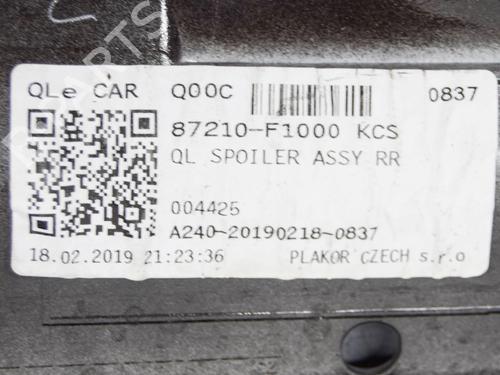 QLe CAR Q00C 0837
87210-F1000 KCS
QL SPOILER ASSY RR
004425
A240-20190218-0837
18.02.2019 21:23:36 PLAKOR CZECH s.r.o